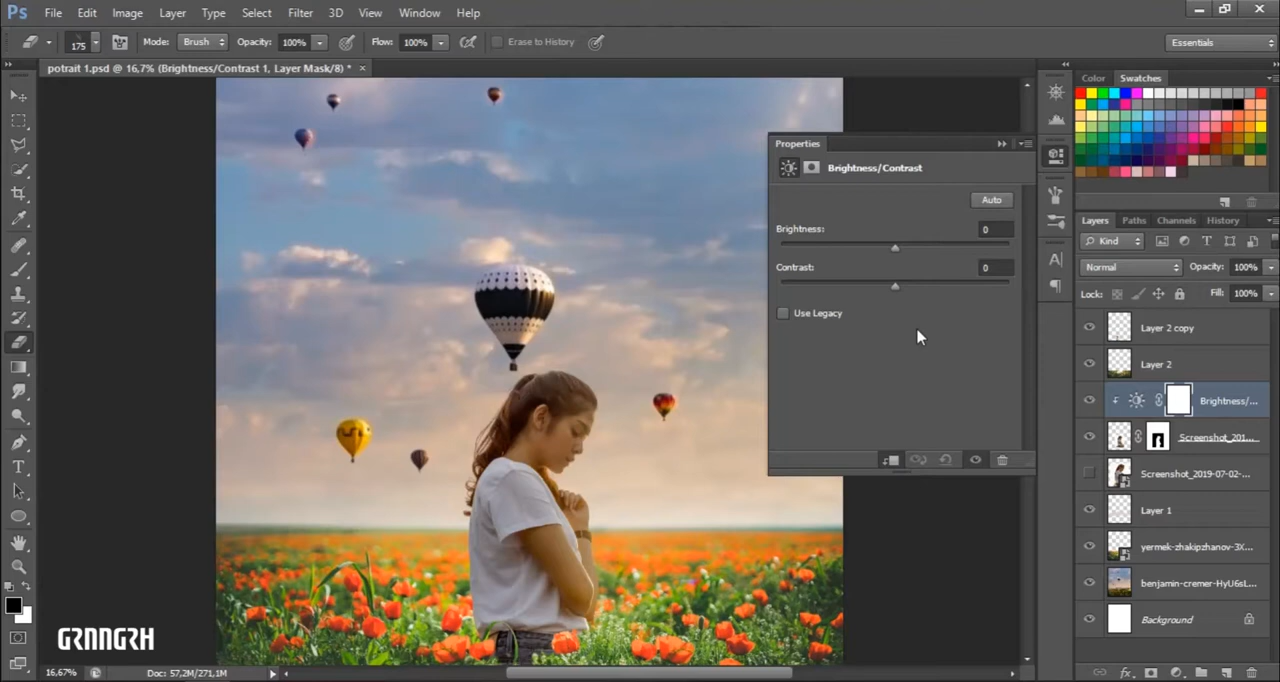 Ps File Edit Image Layer Type Select Filter 3D View Window Help
175 Mode: Brush Opacity: 100% Flow: 100% Erase to History Essentials
potrait 1.psd @ 16,7% (Brightness/Contrast 1, Layer Mask/8) *
Color Swatches
Properties
Brightness/Contrast
Auto
Brightness: 0
Contrast: 0
Use Legacy
Layers Paths Channels History
Kind
Normal Opacity: 100%
Lock: Fill: 100%
Layer 2 copy
Layer 2
Brightness/...
Screenshot_201...
Screenshot_2019-07-02-...
Layer 1
yermek-zhakipzhanov-3X...
benjamin-cremer-HyU6sL...
Background
GRNNGRH
16,67% Doc: 57,2M/271,1M